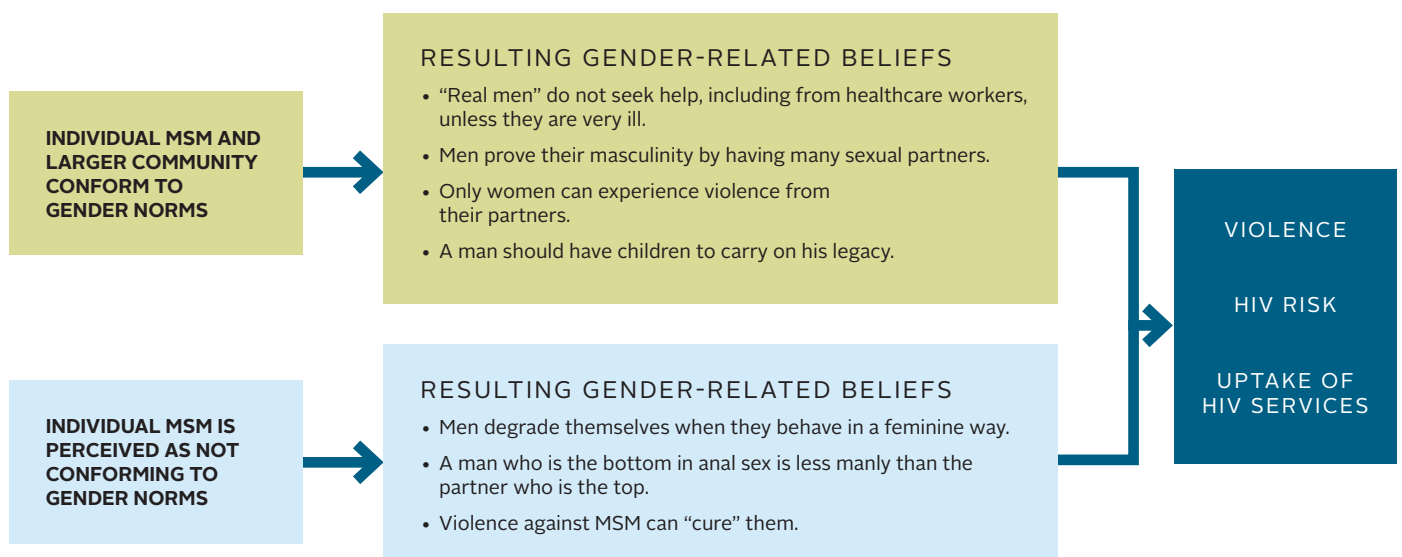 INDIVIDUAL MSM AND
LARGER COMMUNITY
CONFORM TO
GENDER NORMS
RESULTING GENDER-RELATED BELIEFS
• “Real men” do not seek help, including from healthcare workers,
unless they are very ill.
• Men prove their masculinity by having many sexual partners.
• Only women can experience violence from
their partners.
• A man should have children to carry on his legacy.
INDIVIDUAL MSM IS
PERCEIVED AS NOT
CONFORMING TO
GENDER NORMS
RESULTING GENDER-RELATED BELIEFS
• Men degrade themselves when they behave in a feminine way.
• A man who is the bottom in anal sex is less manly than the
partner who is the top.
• Violence against MSM can “cure” them.
VIOLENCE
HIV RISK
UPTAKE OF
HIV SERVICES